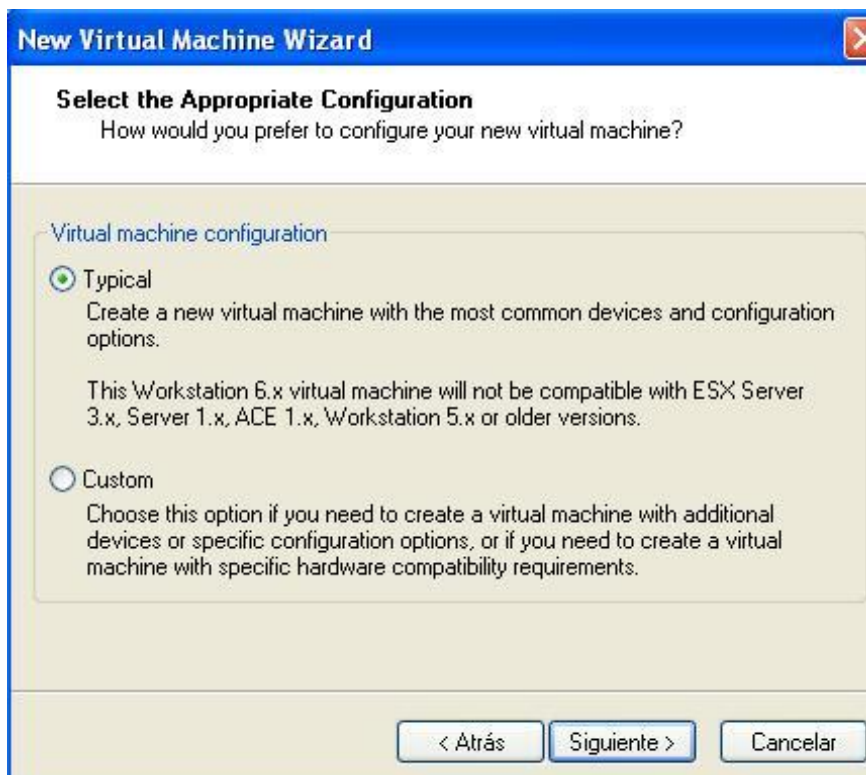 New Virtual Machine Wizard
Select the Appropriate Configuration
How would you prefer to configure your new virtual machine?
Virtual machine configuration
Typical
Create a new virtual machine with the most common devices and configuration
options.
This Workstation 6.x virtual machine will not be compatible with ESX Server
3.x, Server 1.x, ACE 1.x, Workstation 5.x or older versions.
Custom
Choose this option if you need to create a virtual machine with additional
devices or specific configuration options, or if you need to create a virtual
machine with specific hardware compatibility requirements.
< Atrás Siguiente > Cancelar